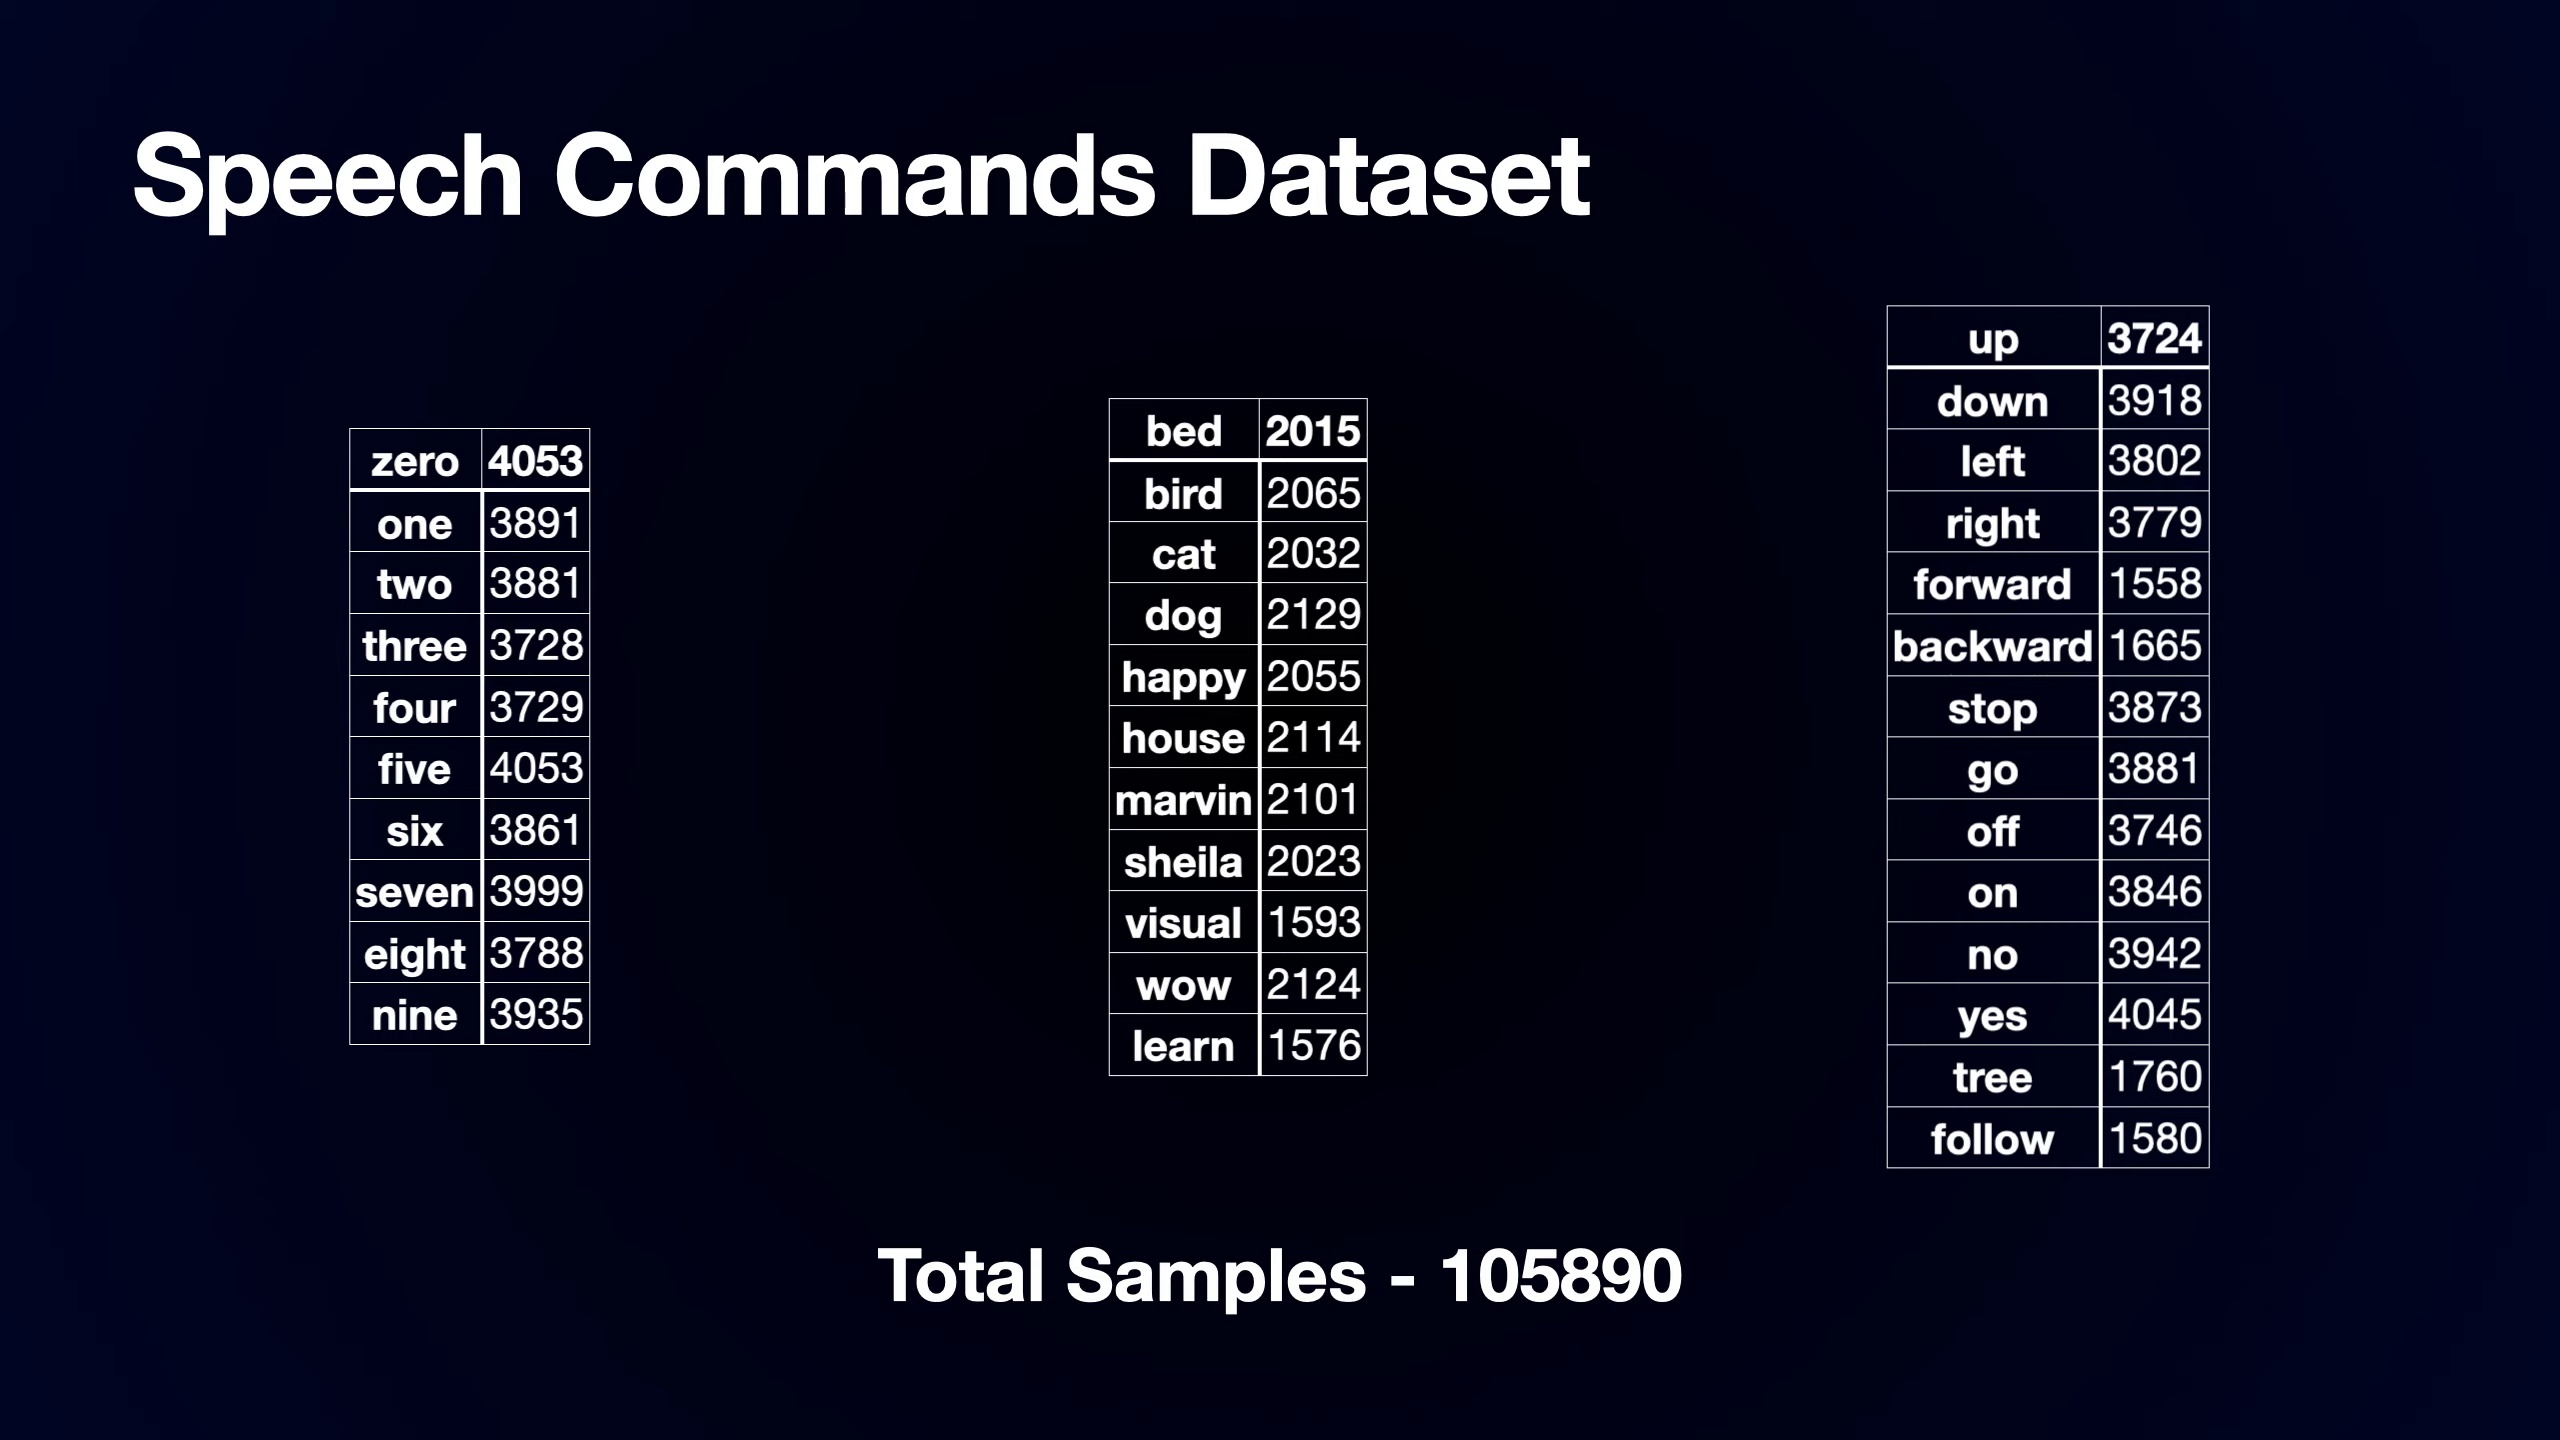 Speech Commands Dataset
zero 4053
one 3891
two 3881
three 3728
four 3729
five 4053
six 3861
seven 3999
eight 3788
nine 3935
bed 2015
bird 2065
cat 2032
dog 2129
happy 2055
house 2114
marvin 2101
sheila 2023
visual 1593
wow 2124
learn 1576
up 3724
down 3918
left 3802
right 3779
forward 1558
backward 1665
stop 3873
go 3881
off 3746
on 3846
no 3942
yes 4045
tree 1760
follow 1580
Total Samples - 105890